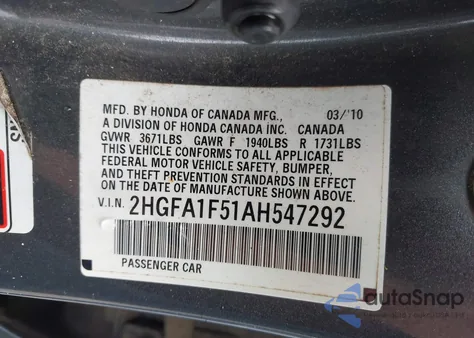 MFD. BY HONDA OF CANADA MFG., 03/'10
A DIVISION OF HONDA CANADA INC. CANADA
GVWR 3671LBS GAWR F 1940LBS R 1731LBS
THIS VEHICLE CONFORMS TO ALL APPLICABLE
FEDERAL MOTOR VEHICLE SAFETY, BUMPER,
AND THEFT PREVENTION STANDARDS IN EFFECT
ON THE DATE OF MANUFACTURE SHOWN ABOVE.
V.I.N. 2HGFA1F51AH547292
PASSENGER CAR
autoSnap